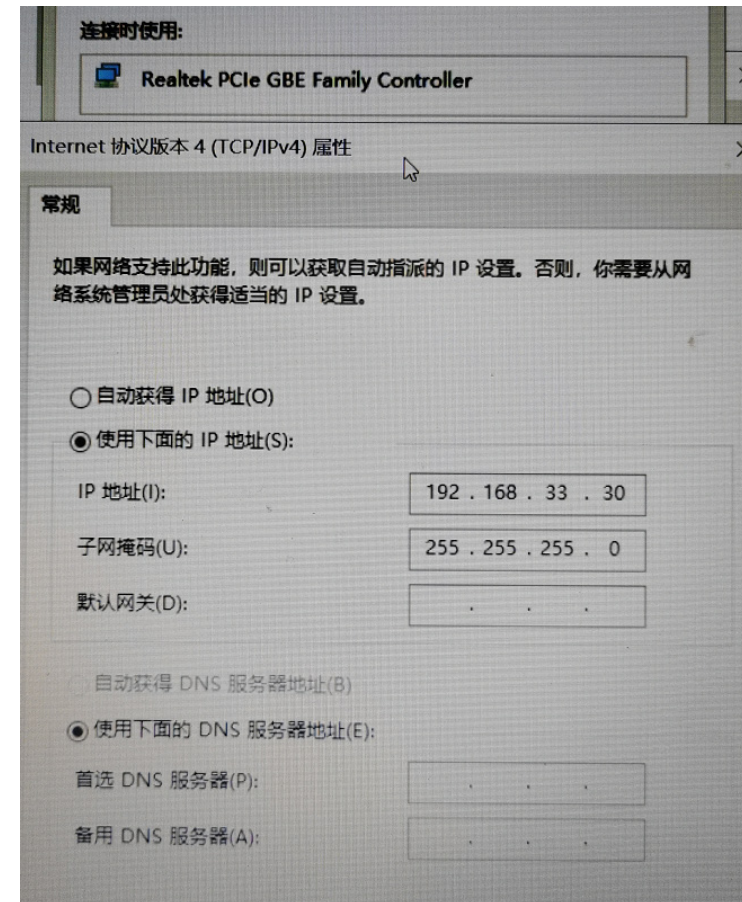 连接时使用:
Realtek PCIe GBE Family Controller
Internet 协议版本 4 (TCP/IPv4) 属性
常规
如果网络支持此功能，则可以获取自动指派的 IP 设置。否则，你需要从网
络系统管理员处获得适当的 IP 设置。
自动获得 IP 地址(O)
使用下面的 IP 地址(S):
IP 地址(I): 192 . 168 . 33 . 30
子网掩码(U): 255 . 255 . 255 . 0
默认网关(D): . . .
自动获得 DNS 服务器地址(B)
使用下面的 DNS 服务器地址(E):
首选 DNS 服务器(P): . . .
备用 DNS 服务器(A): . . .